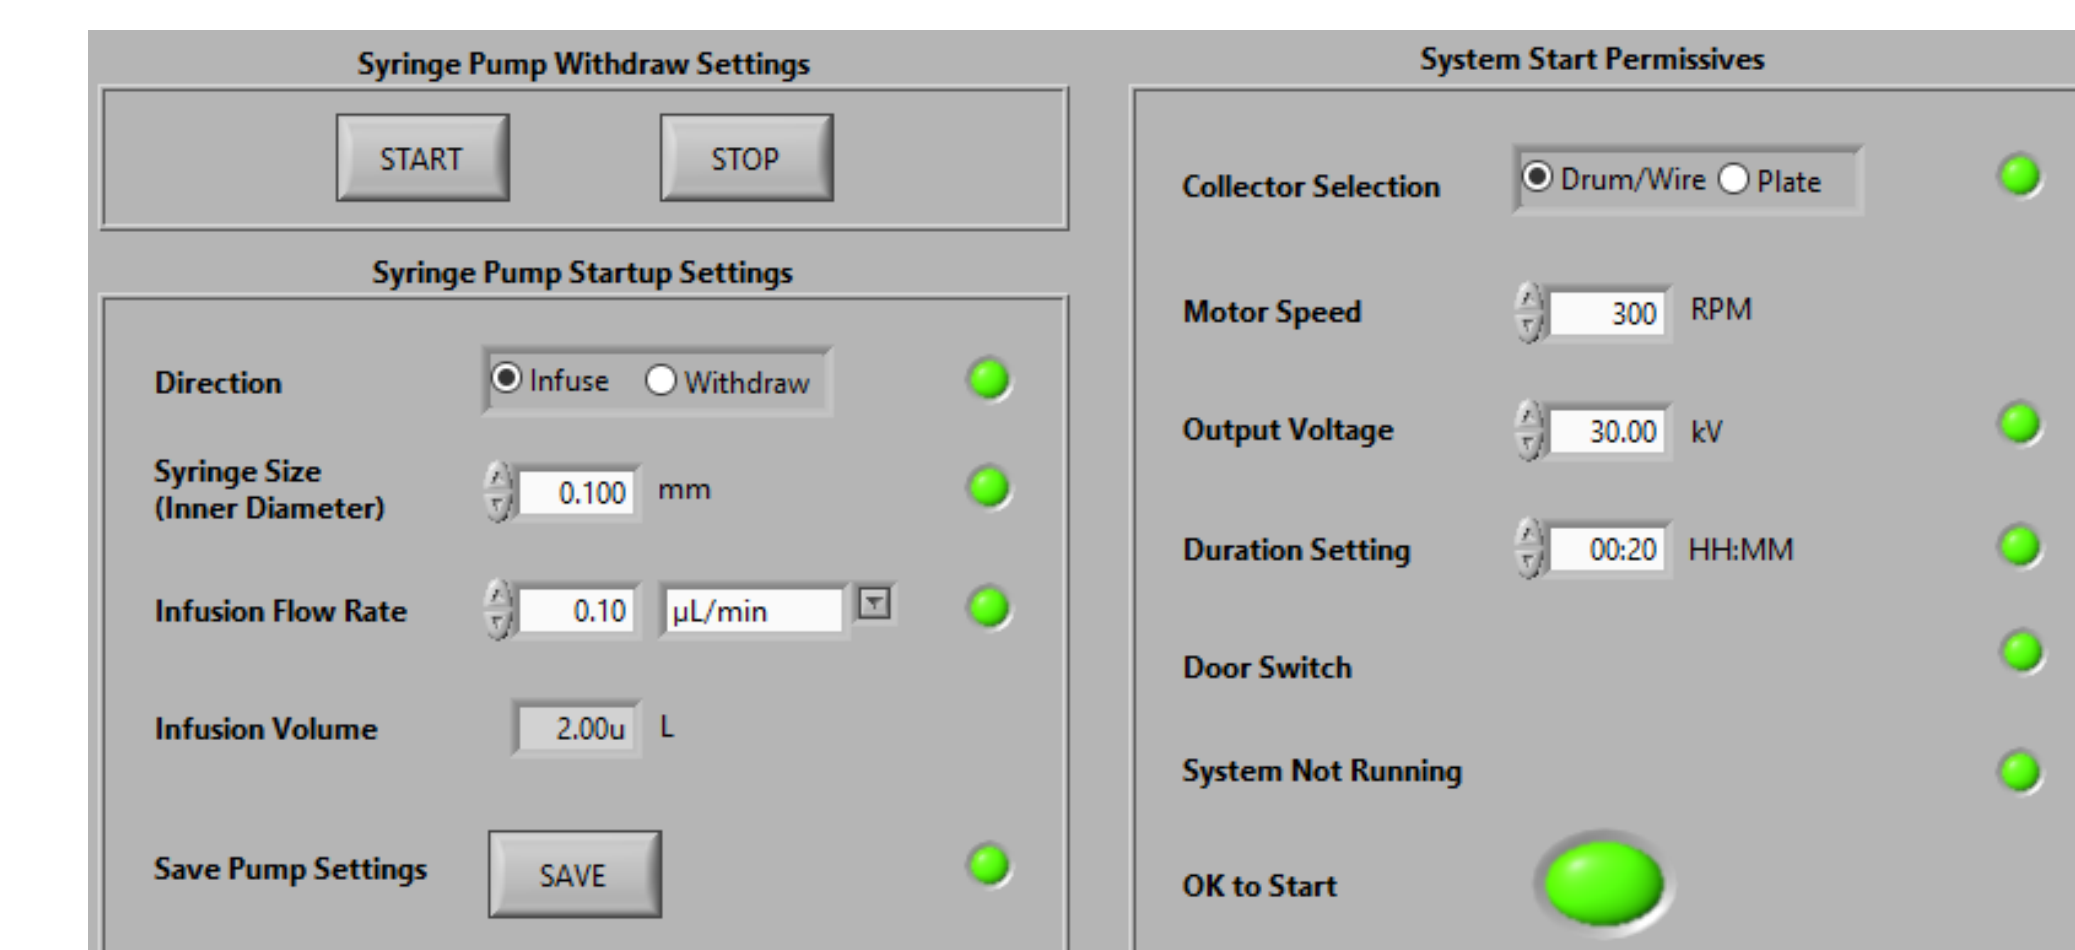 Syringe Pump Withdraw Settings
START STOP
Syringe Pump Startup Settings
Direction Infuse Withdraw
Syringe Size
(Inner Diameter) 0.100 mm
Infusion Flow Rate 0.10 µL/min
Infusion Volume 2.00u L
Save Pump Settings SAVE
System Start Permissives
Collector Selection Drum/Wire Plate
Motor Speed 300 RPM
Output Voltage 30.00 kV
Duration Setting 00:20 HH:MM
Door Switch
System Not Running
OK to Start